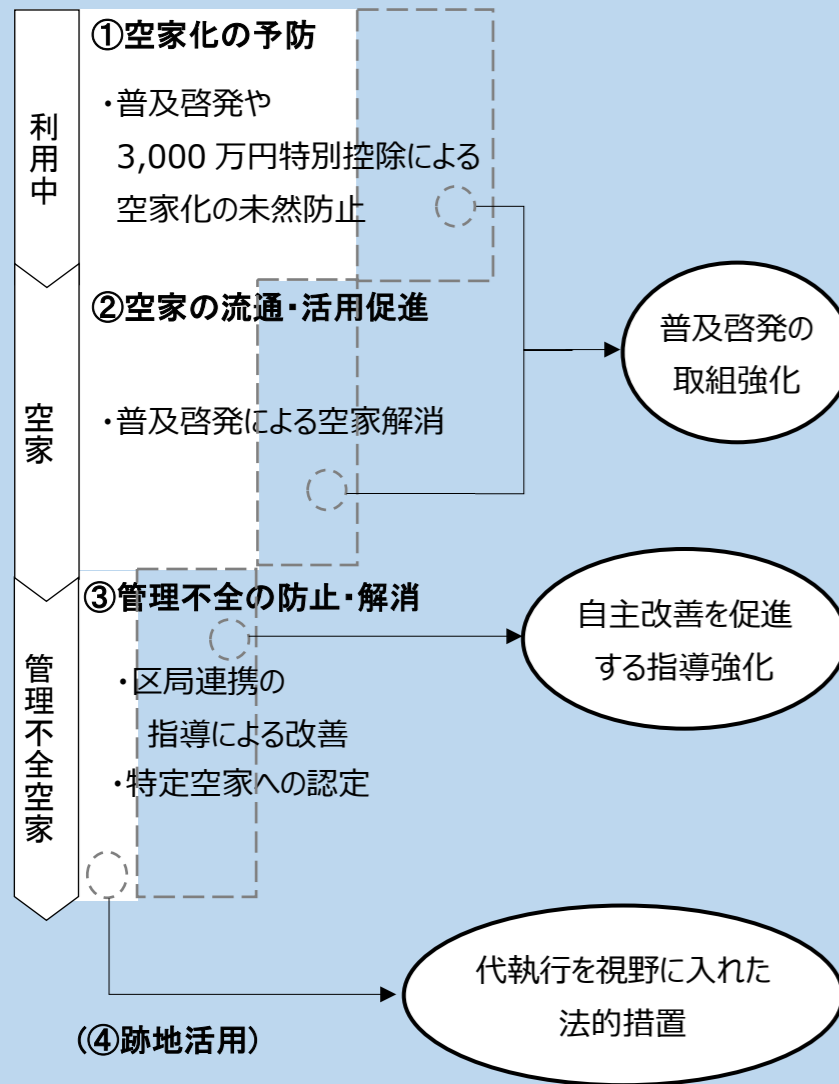 ①空家化の予防
利用中
・普及啓発や
3,000 万円特別控除による
空家化の未然防止
②空家の流通・活用促進
普及啓発の
取組強化
空家
・普及啓発による空家解消
③管理不全の防止・解消
自主改善を促進
する指導強化
管理不全空家
・区局連携の
指導による改善
・特定空家への認定
代執行を視野に入れた
法的措置
(④跡地活用)